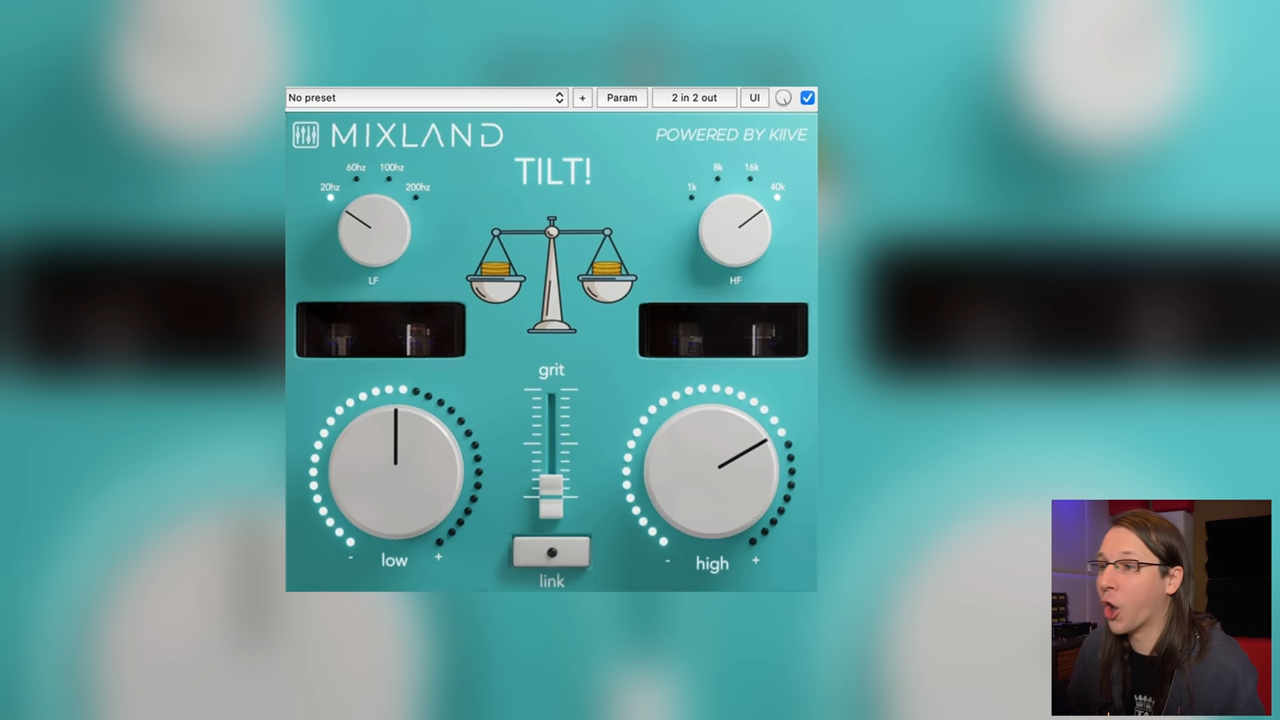 No preset
+
Param
2 in 2 out
UI
MIXLAND
POWERED BY KIIVE
TILT!
20hz
60hz
100hz
200hz
LF
1k
8k
16k
40k
HF
grit
- low +
- high +
link